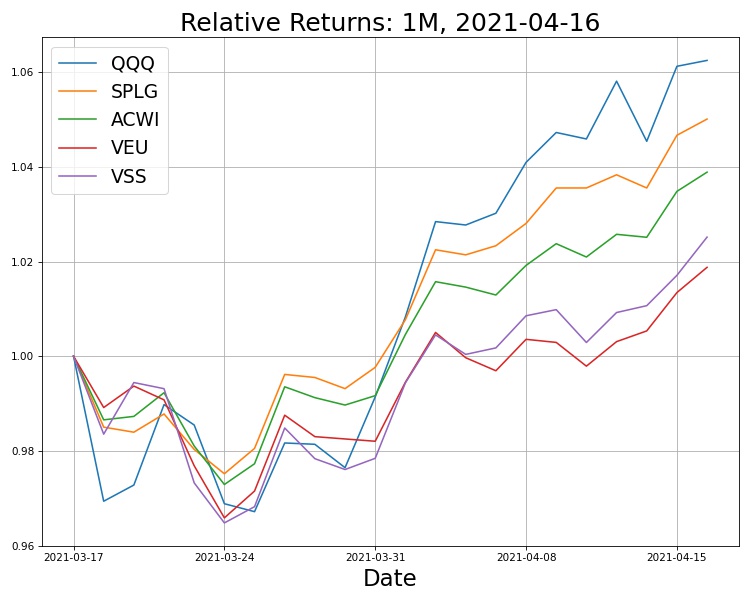 Relative Returns: 1M, 2021-04-16
QQQ
SPLG
ACWI
VEU
VSS
1.06
1.04
1.02
1.00
0.98
0.96
2021-03-17
2021-03-24
2021-03-31
2021-04-08
2021-04-15
Date